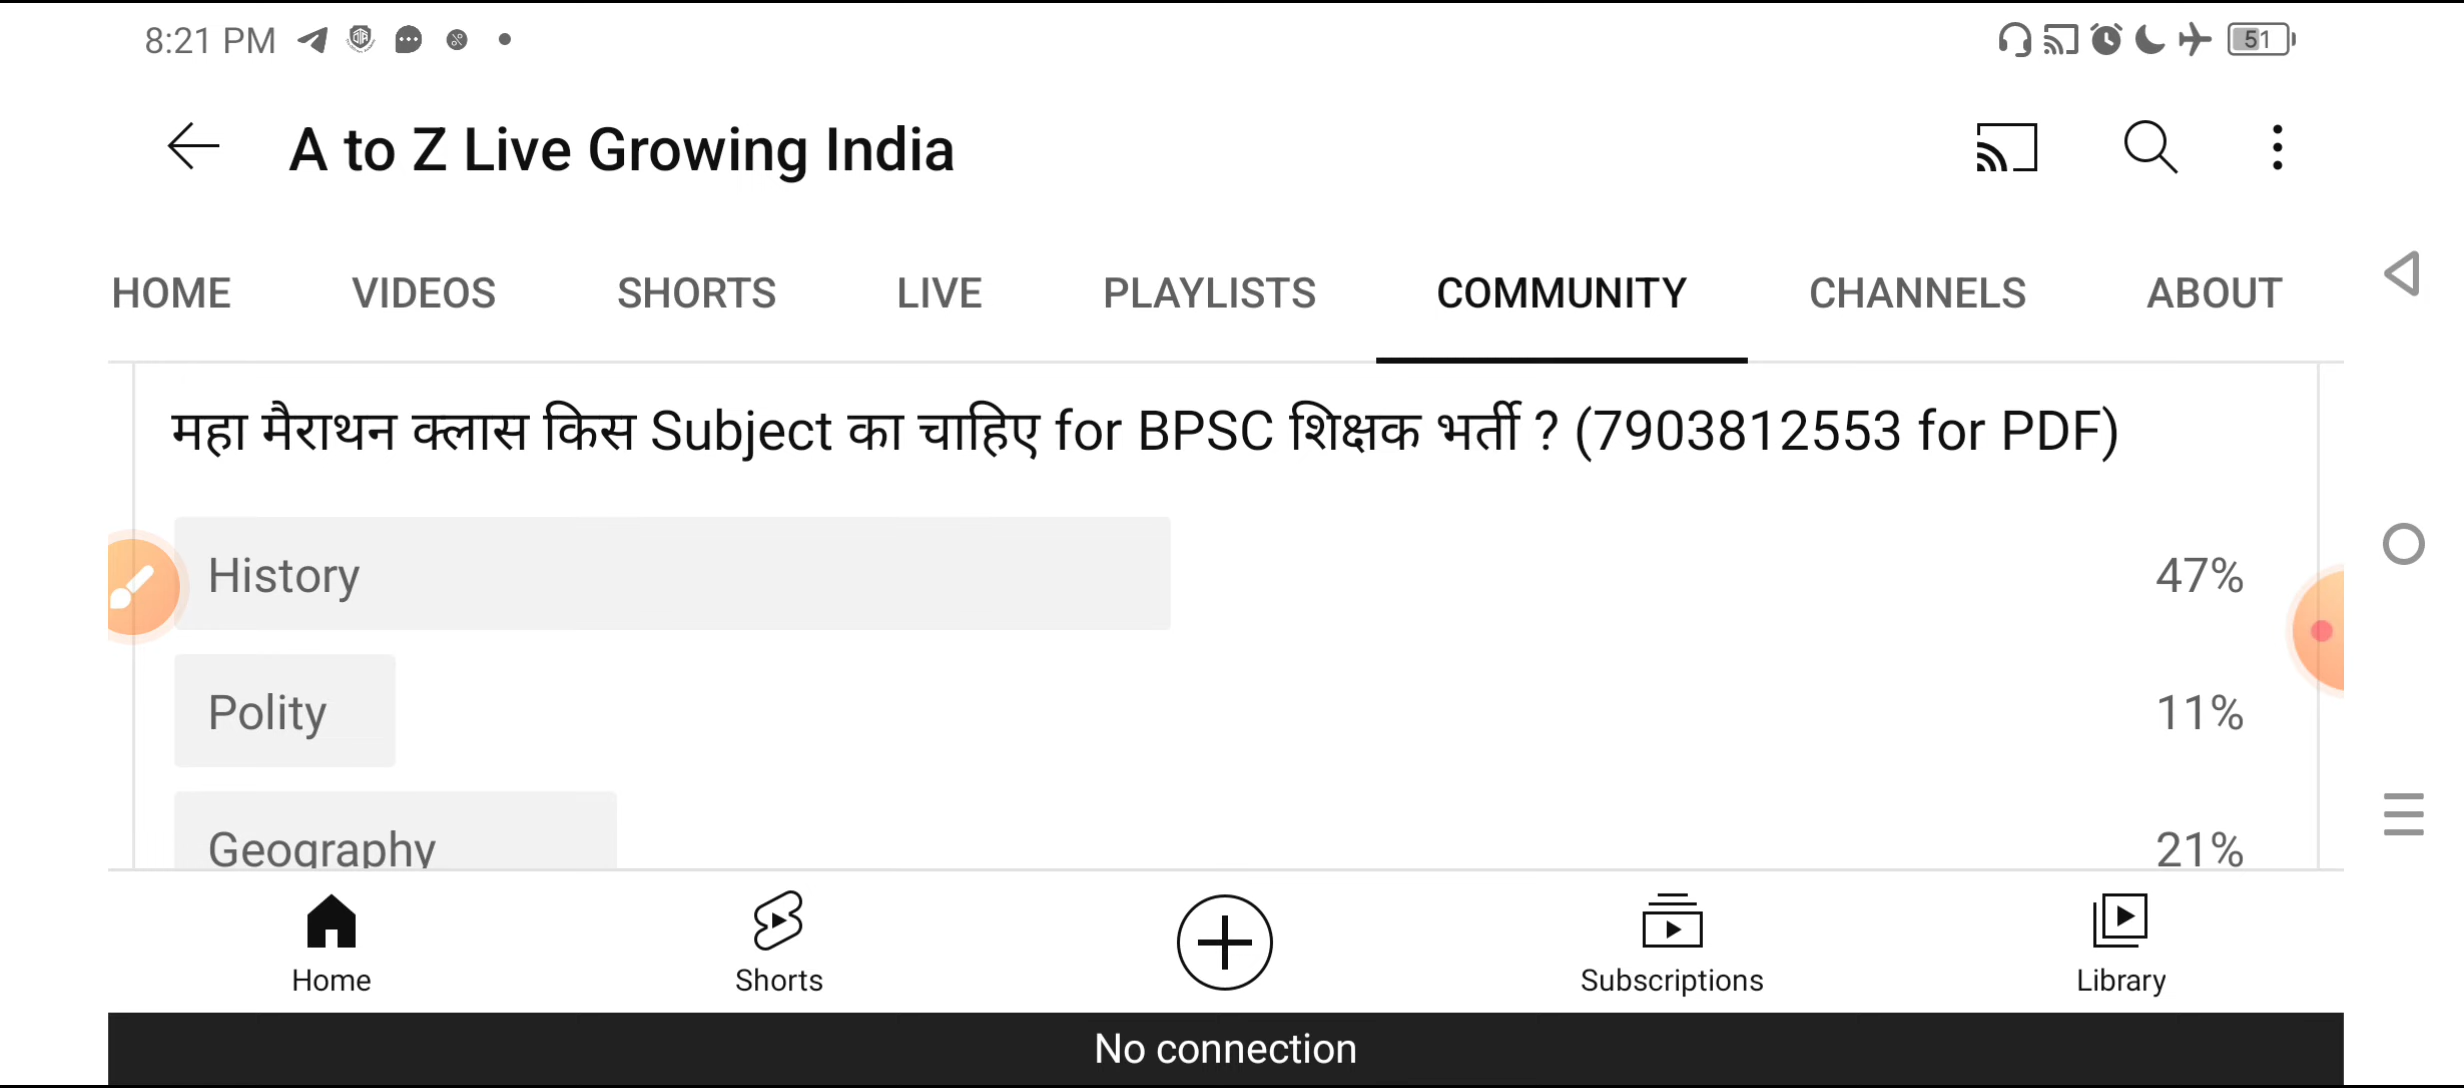 8:21 PM
51
A to Z Live Growing India
HOME VIDEOS SHORTS LIVE PLAYLISTS COMMUNITY CHANNELS ABOUT
महा मैराथन क्लास किस Subject का चाहिए for BPSC शिक्षक भर्ती ? (7903812553 for PDF)
History 47%
Polity 11%
Geography 21%
Home Shorts Subscriptions Library
No connection